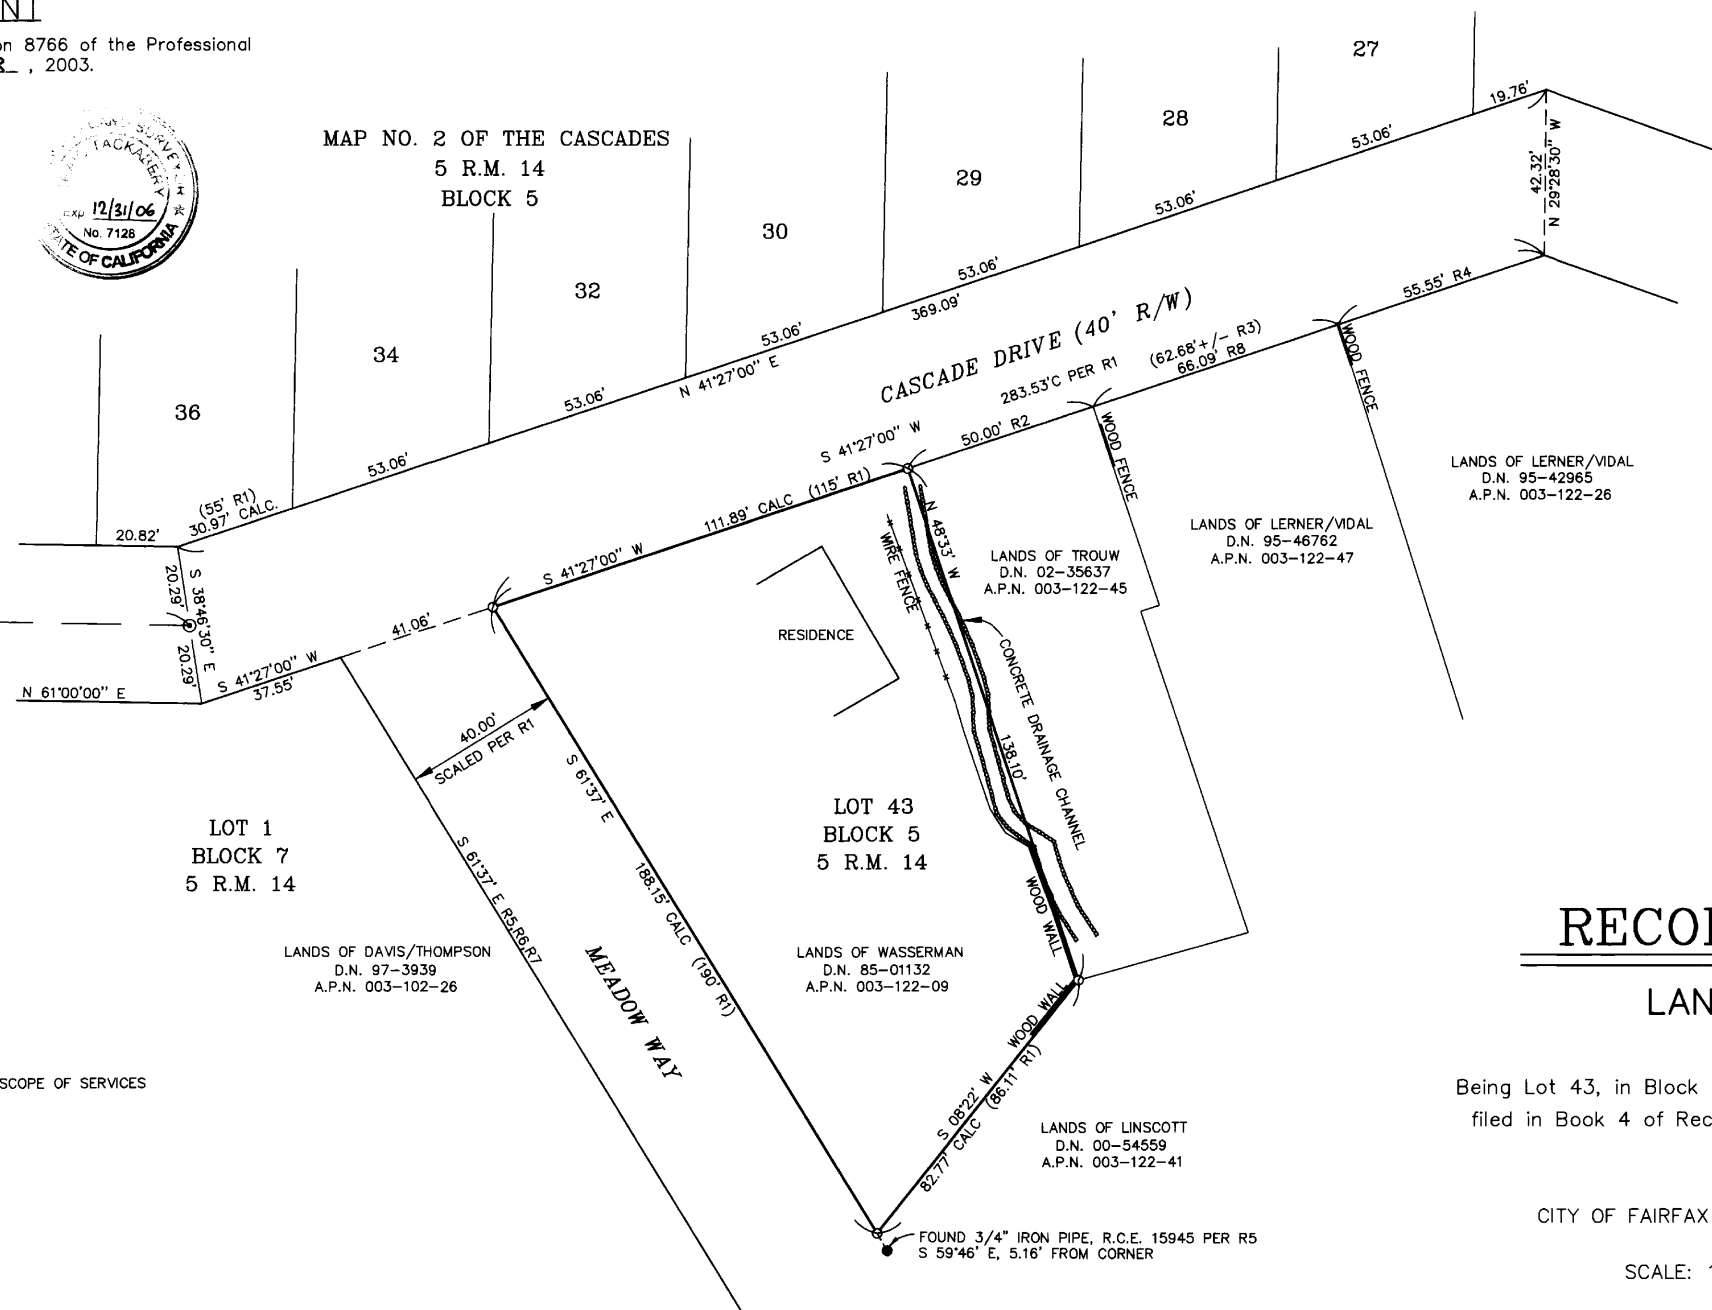 on 8766 of the Professional
, 2003.
LAND SURVEYOR
TACKABERRY
Exp 12/31/06
No. 7128
STATE OF CALIFORNIA
MAP NO. 2 OF THE CASCADES
5 R.M. 14
BLOCK 5
36
34
32
30
29
28
27
20.82'
(55' R1)
30.97' CALC.
53.06'
53.06'
N 41°27'00" E
53.06'
369.09'
53.06'
53.06'
53.06'
19.76'
42.32'
N 29°28'30" W
CASCADE DRIVE (40' R/W)
20.29'
S 38°46'30" E
20.29'
N 61°00'00" E
S 41°27'00" W
37.55'
41.06'
S 41°27'00" W
111.89' CALC (115' R1)
S 41°27'00" W
283.53'C PER R1
50.00' R2
(62.68'+/- R3)
66.09' R8
55.55' R4
WOOD FENCE
WOOD FENCE
WIRE FENCE
N 48°33' W
138.10'
CONCRETE DRAINAGE CHANNEL
RESIDENCE
LANDS OF TROUW
D.N. 02-35637
A.P.N. 003-122-45
LANDS OF LERNER/VIDAL
D.N. 95-46762
A.P.N. 003-122-47
LANDS OF LERNER/VIDAL
D.N. 95-42965
A.P.N. 003-122-26
40.00'
SCALED PER R1
S 61°37' E
188.15' CALC (190' R1)
S 61°37' E R5,R6,R7
MEADOW WAY
LOT 1
BLOCK 7
5 R.M. 14
LANDS OF DAVIS/THOMPSON
D.N. 97-3939
A.P.N. 003-102-26
LOT 43
BLOCK 5
5 R.M. 14
LANDS OF WASSERMAN
D.N. 85-01132
A.P.N. 003-122-09
WOOD WALL
WOOD WALL
S 08°22' W
82.77' CALC (86.11' R1)
LANDS OF LINSCOTT
D.N. 00-54559
A.P.N. 003-122-41
FOUND 3/4" IRON PIPE, R.C.E. 15945 PER R5
S 59°46' E, 5.16' FROM CORNER
SCOPE OF SERVICES
RECO
LAN
Being Lot 43, in Block
filed in Book 4 of Rec
CITY OF FAIRFAX
SCALE: 1